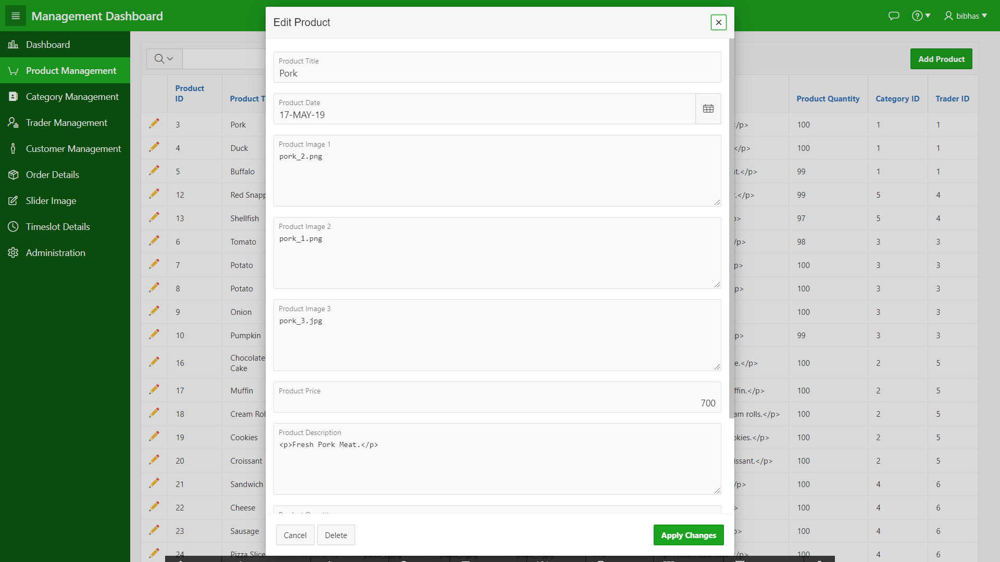 Management Dashboard
bibhas
Dashboard
Product Management
Category Management
Trader Management
Customer Management
Order Details
Slider Image
Timeslot Details
Administration
Edit Product
Product Title
Pork
Product Date
17-MAY-19
Product Image 1
pork_2.png
Product Image 2
pork_1.png
Product Image 3
pork_3.jpg
Product Price
700
Product Description
<p>Fresh Pork Meat.</p>
Cancel
Delete
Apply Changes
Add Product
Product ID Product T Product Quantity Category ID Trader ID
3 Pork </p> 100 1 1
4 Duck </p> 100 1 1
5 Buffalo t.</p> 99 1 1
12 Red Snapp .</p> 99 5 4
13 Shellfish p> 97 5 4
6 Tomato /p> 98 3 3
7 Potato p> 100 3 3
8 Potato p> 100 3 3
9 Onion 100 3 3
10 Pumpkin p> 99 3 3
16 Chocolate Cake e.</p> 100 2 5
17 Muffin ffin.</p> 100 2 5
18 Cream Rol am rolls.</p> 100 2 5
19 Cookies okies.</p> 100 2 5
20 Croissant issant.</p> 100 2 5
21 Sandwich /p> 100 4 6
22 Cheese > 100 4 6
23 Sausage p> 100 4 6
24 Pizza Slice /p> 100 4 6